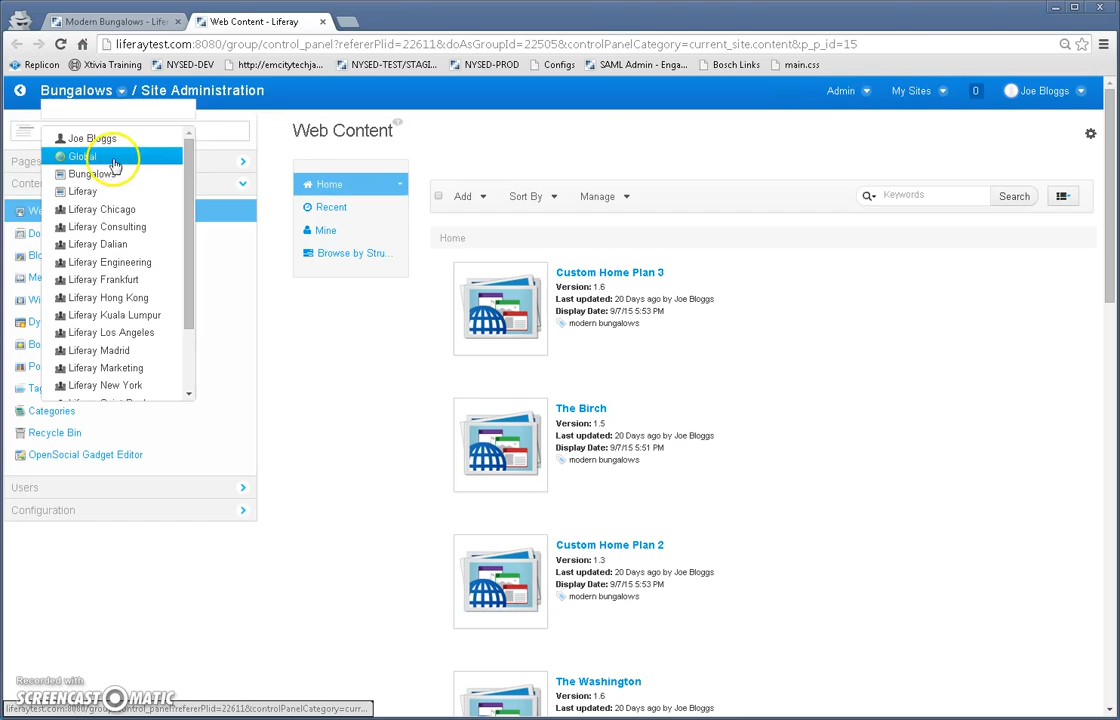 Modern Bungalows - Lifer
Web Content - Liferay
liferaytest.com:8080/group/control_panel?refererPlid=22611&doAsGroupId=22505&controlPanelCategory=current_site.content&p_p_id=15
Replicon
Xtivia Training
NYSED-DEV
http://emcitytechja...
NYSED-TEST/STAGI...
NYSED-PROD
Configs
SAML Admin - Enga...
Bosch Links
main.css
Bungalows / Site Administration
Admin
My Sites
0
Joe Bloggs
Joe Bloggs
Global
Bungalows
Liferay
Liferay Chicago
Liferay Consulting
Liferay Dalian
Liferay Engineering
Liferay Frankfurt
Liferay Hong Kong
Liferay Kuala Lumpur
Liferay Los Angeles
Liferay Madrid
Liferay Marketing
Liferay New York
Pages
Categories
Recycle Bin
OpenSocial Gadget Editor
Users
Configuration
Web Content
Home
Recent
Mine
Browse by Stru...
Add
Sort By
Manage
Keywords
Search
Home
Custom Home Plan 3
Version: 1.6
Last updated: 20 Days ago by Joe Bloggs
Display Date: 9/7/15 5:53 PM
modern bungalows
The Birch
Version: 1.5
Last updated: 20 Days ago by Joe Bloggs
Display Date: 9/7/15 5:51 PM
modern bungalows
Custom Home Plan 2
Version: 1.3
Last updated: 20 Days ago by Joe Bloggs
Display Date: 9/7/15 5:53 PM
modern bungalows
The Washington
Version: 1.6
Last updated: 20 Days ago by Joe Bloggs
Recorded with
SCREENCAST-O-MATIC
liferaytest.com:8080/group/control_panel?refererPlid=22611&controlPanelCategory=curr...